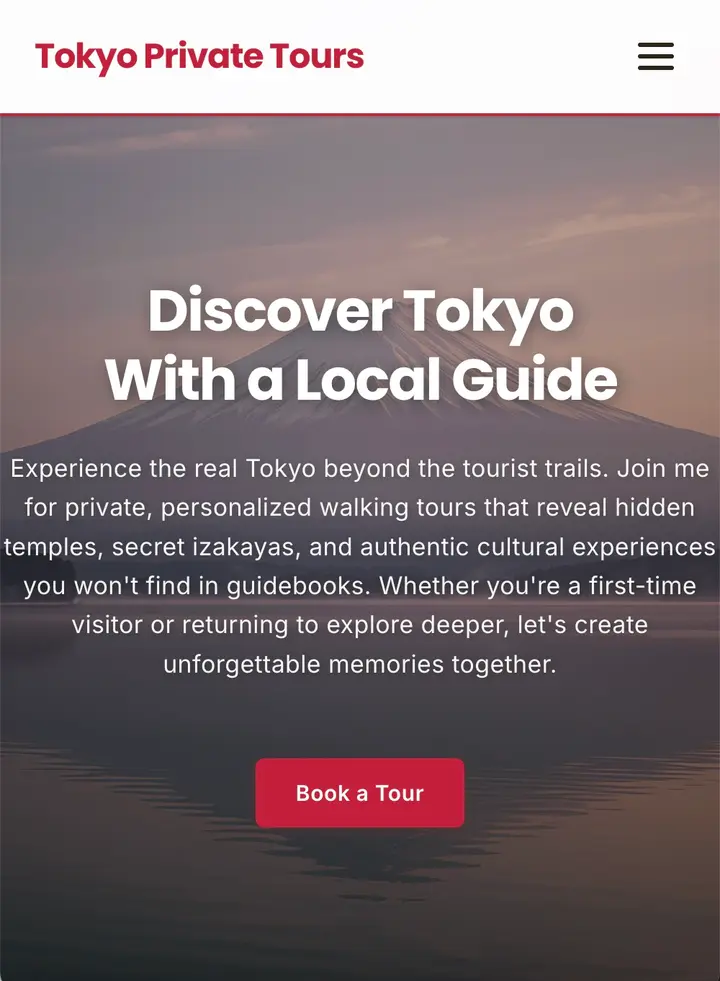 Tokyo Private Tours
Discover Tokyo
With a Local Guide
Experience the real Tokyo beyond the tourist trails. Join me
for private, personalized walking tours that reveal hidden
temples, secret izakayas, and authentic cultural experiences
you won't find in guidebooks. Whether you're a first-time
visitor or returning to explore deeper, let's create
unforgettable memories together.
Book a Tour